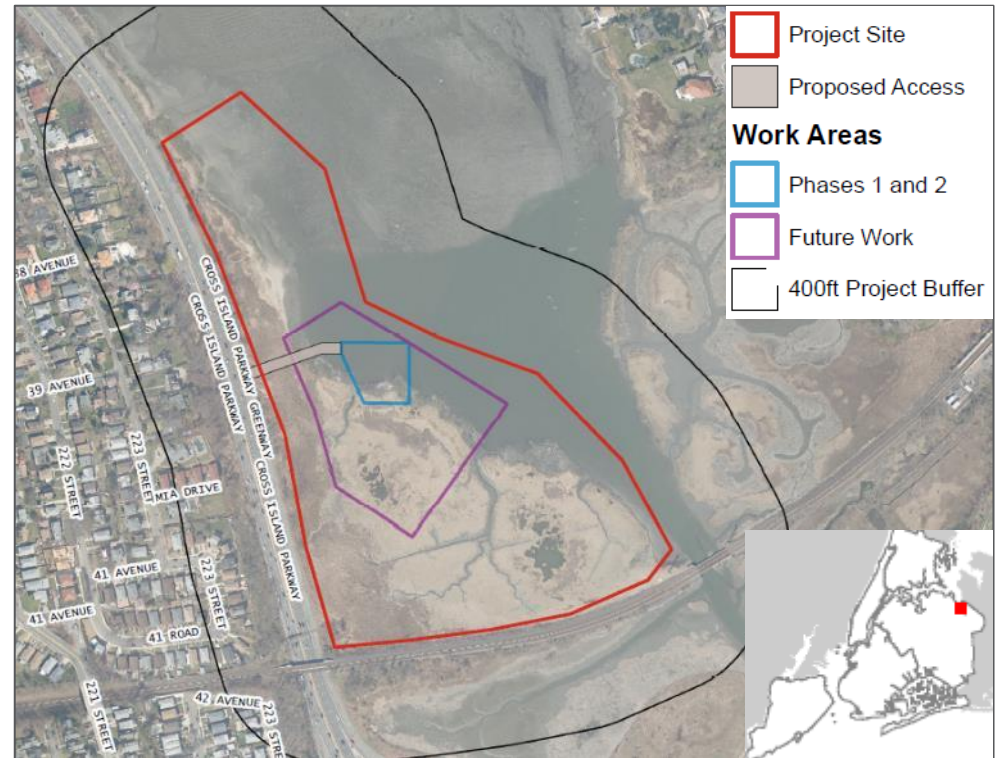 Project Site
Proposed Access
Work Areas
Phases 1 and 2
Future Work
400ft Project Buffer
38 AVENUE
CROSS ISLAND PARKWAY GREENWAY
CROSS ISLAND PARKWAY
CROSS ISLAND PARKWAY
39 AVENUE
222 STREET
223 STREET
MIA DRIVE
41 AVENUE
223 STREET
41 AVENUE
41 ROAD
221 STREET
42 AVENUE
223 STRE